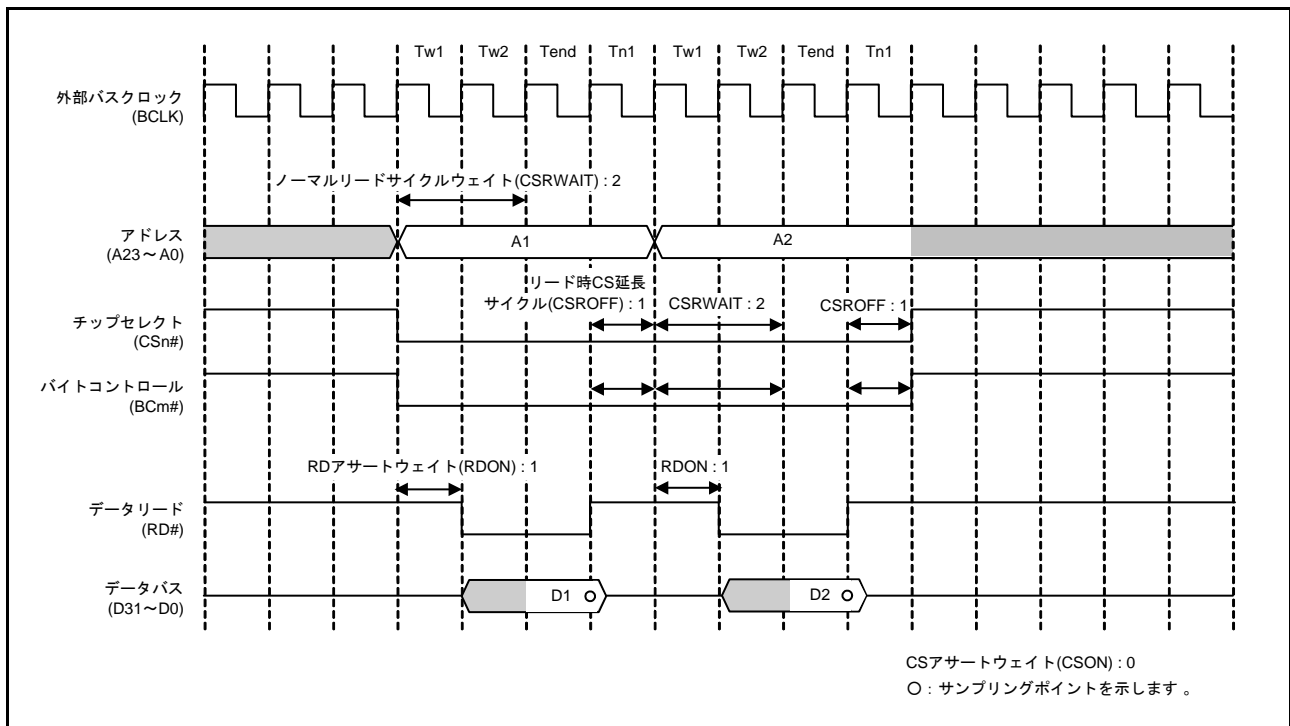 Tw1 Tw2 Tend Tn1 Tw1 Tw2 Tend Tn1
外部バスクロック
(BCLK)
ノーマルリードサイクルウェイト(CSRWAIT) : 2
アドレス
(A23～A0)
A1
A2
リード時CS延長
サイクル(CSROFF) : 1
CSRWAIT : 2
CSROFF : 1
チップセレクト
(CSn#)
バイトコントロール
(BCm#)
RDアサートウェイト(RDON) : 1
RDON : 1
データリード
(RD#)
データバス
(D31～D0)
D1
D2
CSアサートウェイト(CSON) : 0
○ : サンプリングポイントを示します 。